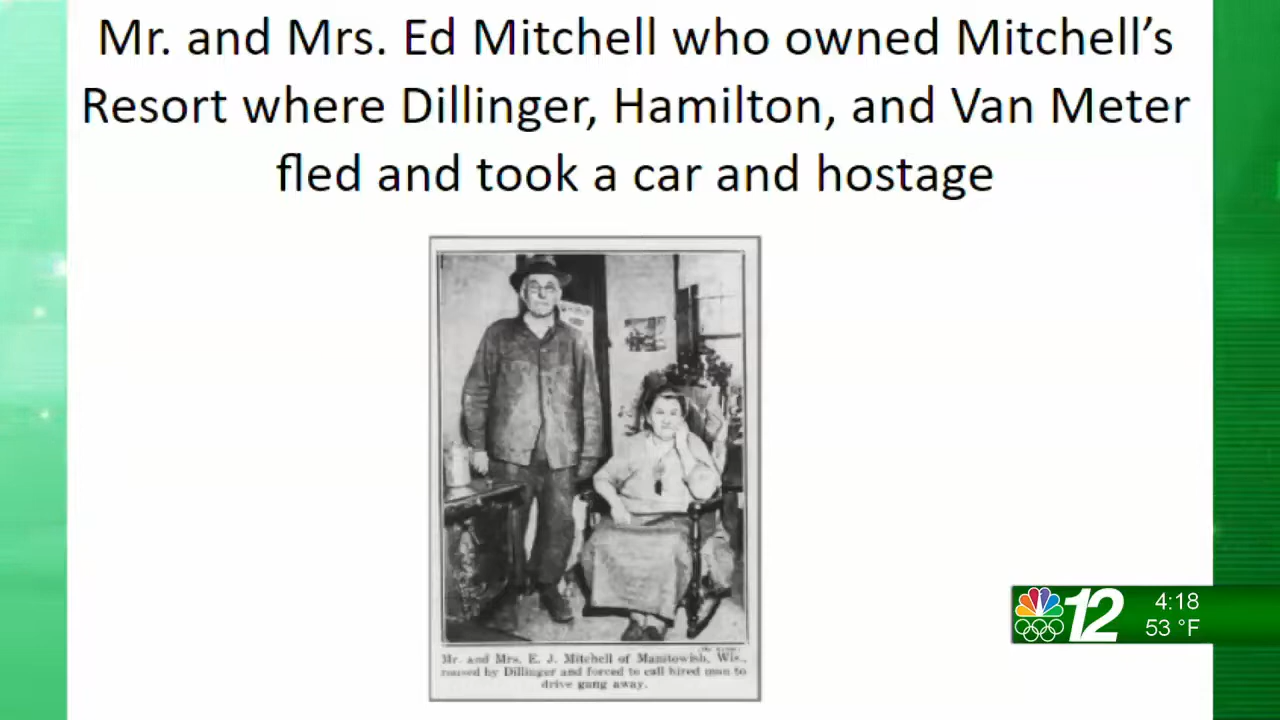 Mr. and Mrs. Ed Mitchell who owned Mitchell's
Resort where Dillinger, Hamilton, and Van Meter
fled and took a car and hostage
Mr. and Mrs. E. J. Mitchell of Manitowish, Wis.,
roused by Dillinger and forced to call hired man to
drive gang away.
12
4:18
53 °F